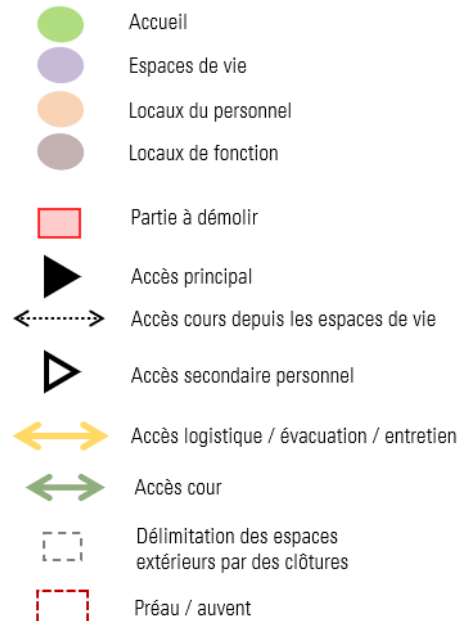 Accueil
Espaces de vie
Locaux du personnel
Locaux de fonction
Partie à démolir
Accès principal
Accès cours depuis les espaces de vie
Accès secondaire personnel
Accès logistique / évacuation / entretien
Accès cour
Délimitation des espaces
extérieurs par des clôtures
Préau / auvent